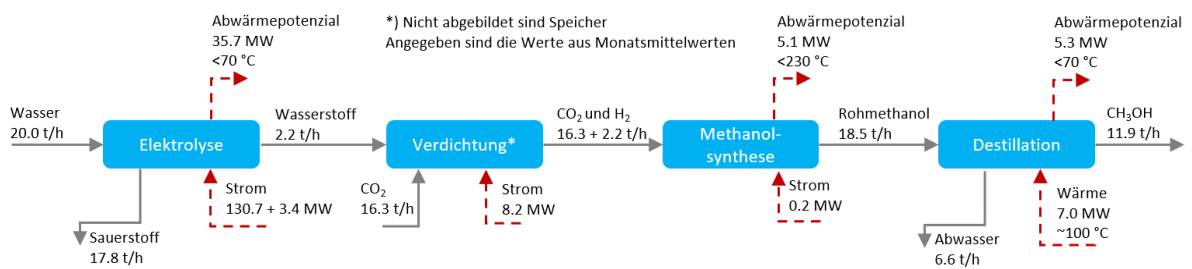 Abwärmepotenzial
35.7 MW
<70 °C
*) Nicht abgebildet sind Speicher
Angegeben sind die Werte aus Monatsmittelwerten
Abwärmepotenzial
5.1 MW
<230 °C
Abwärmepotenzial
5.3 MW
<70 °C
Wasser
20.0 t/h
Elektrolyse
Wasserstoff
2.2 t/h
Verdichtung*
CO₂ und H₂
16.3 + 2.2 t/h
Methanol-
synthese
Rohmethanol
18.5 t/h
Destillation
CH₃OH
11.9 t/h
Sauerstoff
17.8 t/h
Strom
130.7 + 3.4 MW
CO₂
16.3 t/h
Strom
8.2 MW
Strom
0.2 MW
Abwasser
6.6 t/h
Wärme
7.0 MW
~100 °C